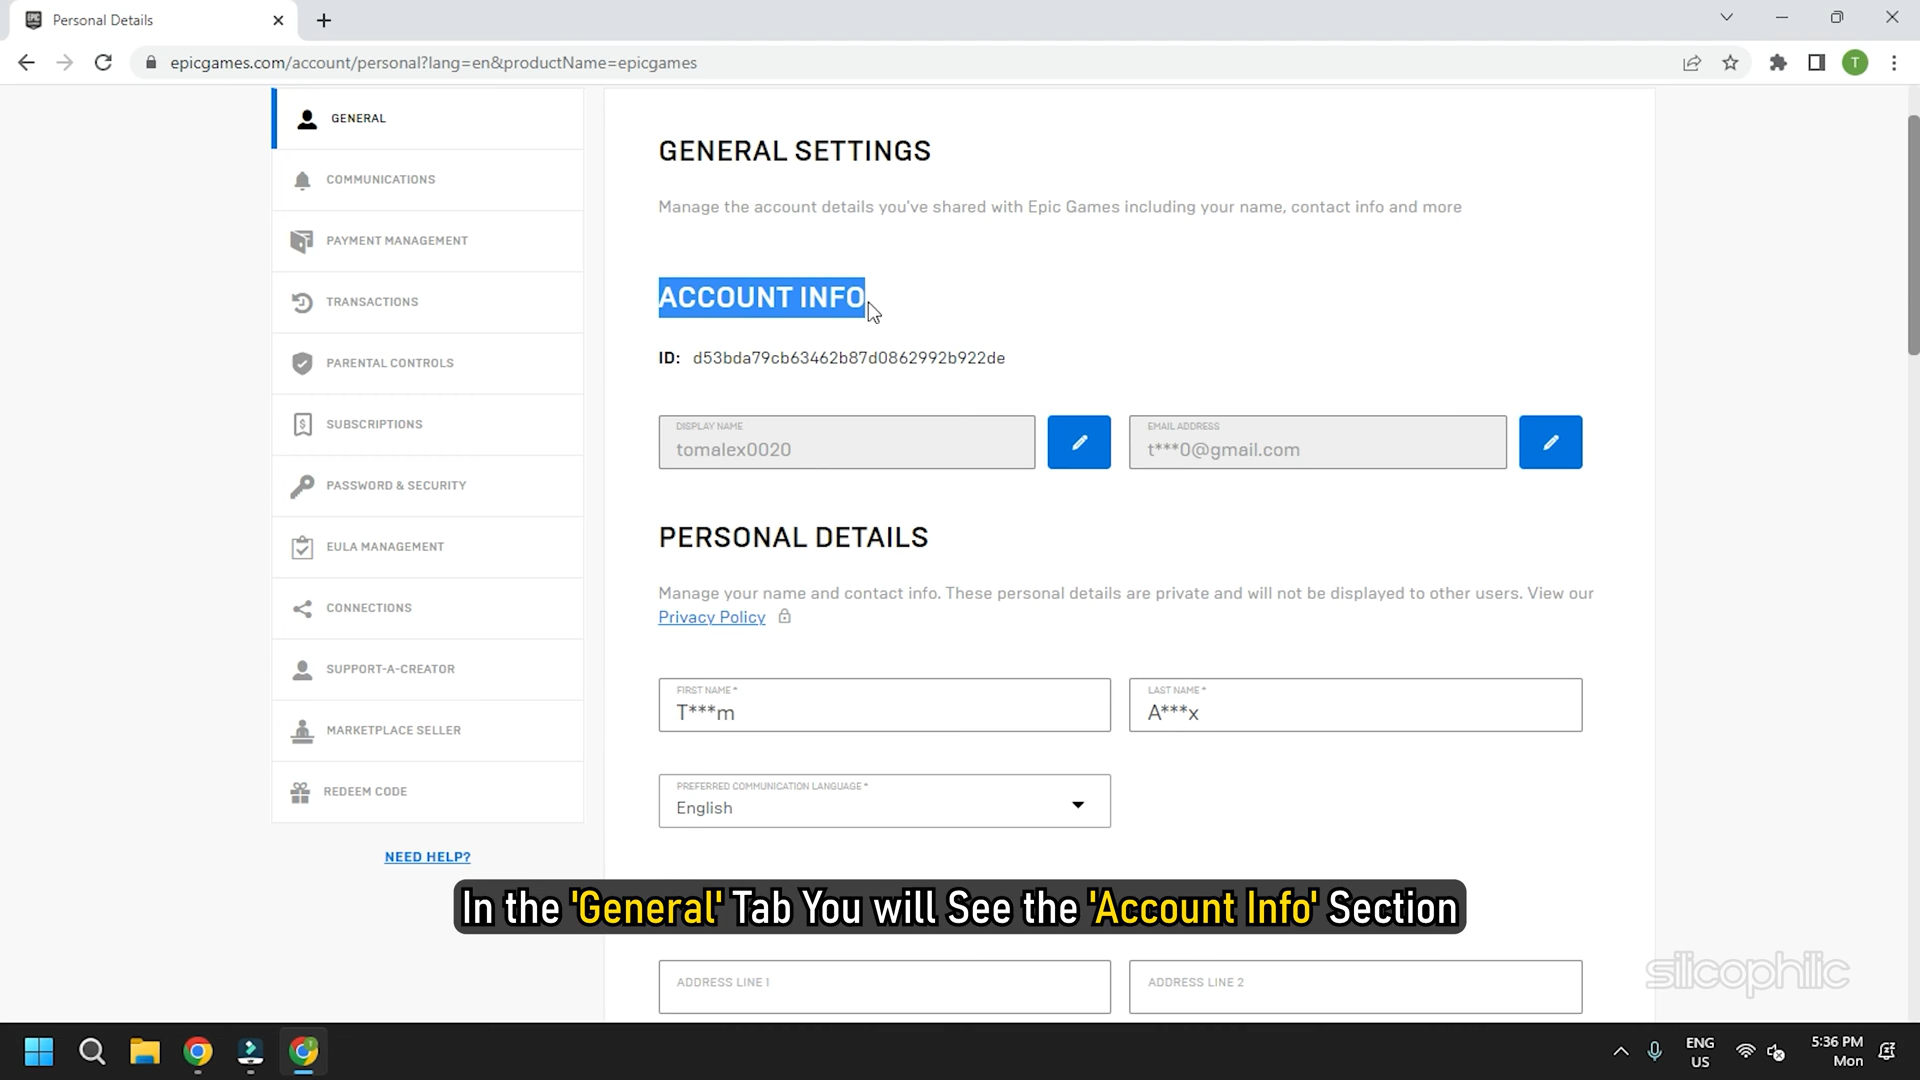 Personal Details
epicgames.com/account/personal?lang=en&productName=epicgames
T
GENERAL
COMMUNICATIONS
PAYMENT MANAGEMENT
TRANSACTIONS
PARENTAL CONTROLS
SUBSCRIPTIONS
PASSWORD & SECURITY
EULA MANAGEMENT
CONNECTIONS
SUPPORT-A-CREATOR
MARKETPLACE SELLER
REDEEM CODE
NEED HELP?
GENERAL SETTINGS
Manage the account details you've shared with Epic Games including your name, contact info and more
ACCOUNT INFO
ID: d53bda79cb63462b87d0862992b922de
DISPLAY NAME
tomalex0020
EMAIL ADDRESS
t***0@gmail.com
PERSONAL DETAILS
Manage your name and contact info. These personal details are private and will not be displayed to other users. View our
Privacy Policy
FIRST NAME *
T***m
LAST NAME *
A***x
PREFERRED COMMUNICATION LANGUAGE *
English
In the 'General' Tab You will See the 'Account Info' Section
ADDRESS LINE 1
ADDRESS LINE 2
silicophilic
ENG
US
5:36 PM
Mon